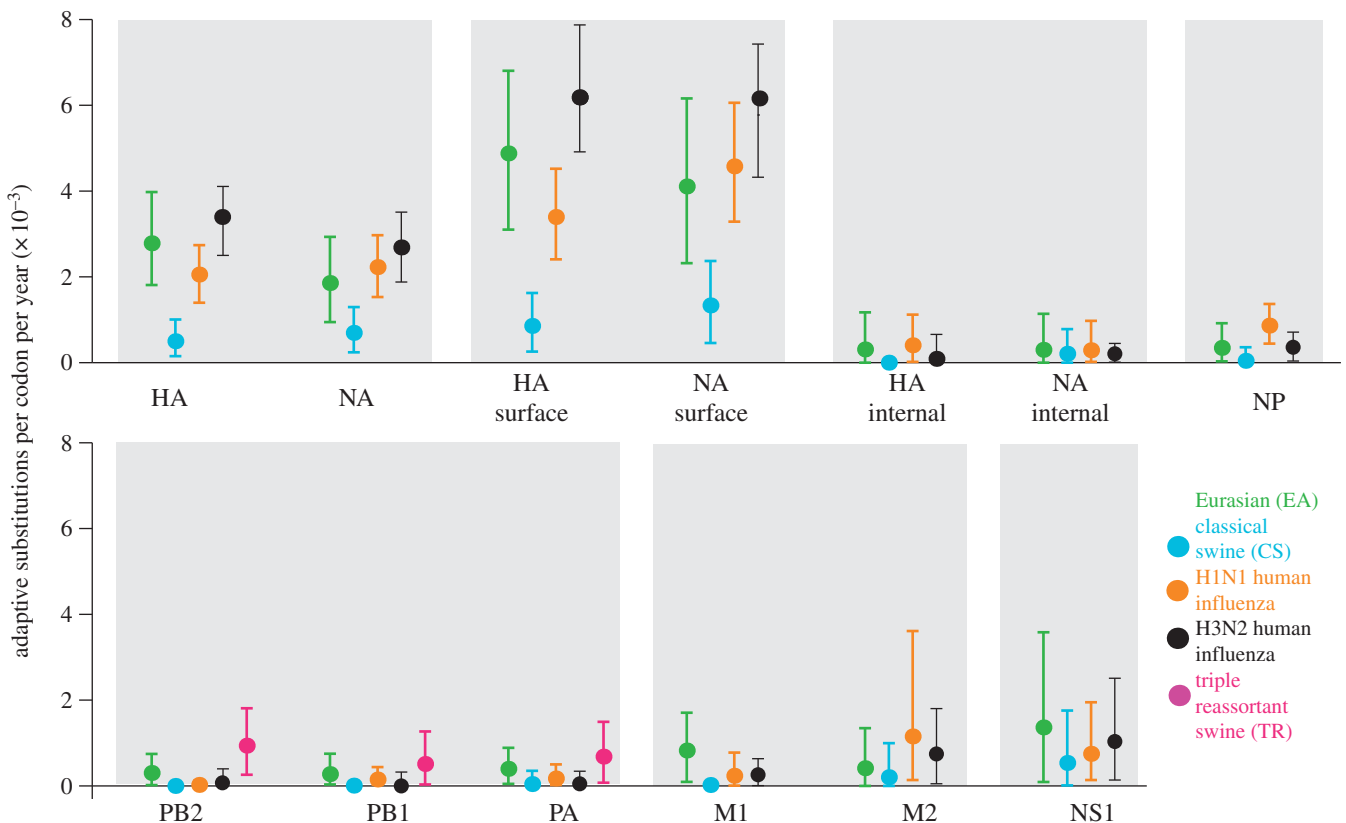 adaptive substitutions per codon per year (× 10⁻³)
8
6
4
2
0
HA
NA
HA
surface
NA
surface
HA
internal
NA
internal
NP
8
6
4
2
0
PB2
PB1
PA
M1
M2
NS1
Eurasian (EA)
classical
swine (CS)
H1N1 human
influenza
H3N2 human
influenza
triple
reassortant
swine (TR)